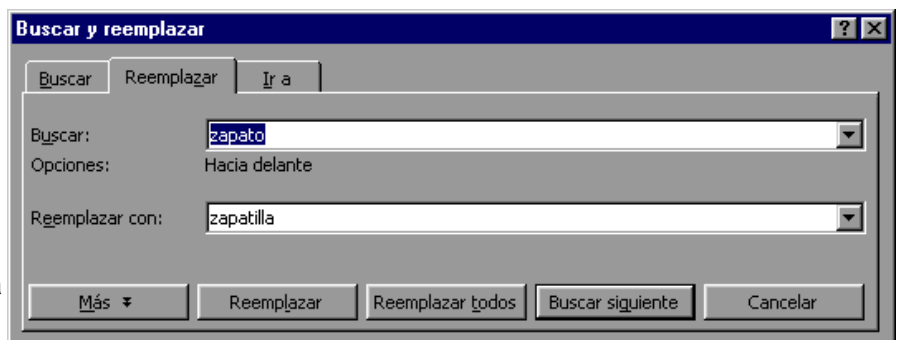 Buscar y reemplazar
Buscar Reemplazar Ir a
Buscar: zapato
Opciones: Hacia delante
Reemplazar con: zapatilla
Más Reemplazar Reemplazar todos Buscar siguiente Cancelar